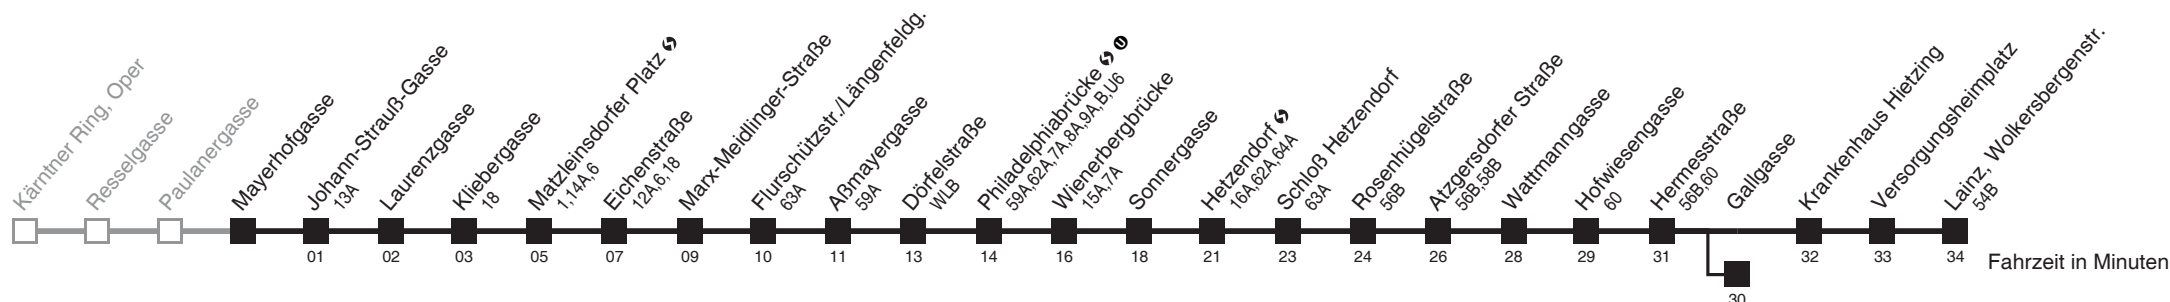 Kärntner Ring, Oper
Resselgasse
Paulanergasse
Mayerhofgasse
Johann-Strauß-Gasse
13A
Laurenzgasse
Kliebergasse
18
Matzleinsdorfer Platz
1,14A,6
Eichenstraße
12A,6,18
Marx-Meidlinger-Straße
Flurschützstr./Längenfeldg.
63A
Aßmayergasse
59A
Dörfelstraße
WLB
Philadelphiabrücke U
59A,62A,7A,8A,9A,B,U6
Wienerbergbrücke
15A,7A
Sonnergasse
Hetzendorf
16A,62A,64A
Schloß Hetzendorf
63A
Rosenhügelstraße
56B
Atzgersdorfer Straße
56B,58B
Wattmanngasse
Hofwiesengasse
60
Hermesstraße
56B,60
Gallgasse
Krankenhaus Hietzing
Versorgungsheimplatz
Lainz, Wolkersbergenstr.
54B
01 02 03 05 07 09 10 11 13 14 16 18 21 23 24 26 28 29 31 32 33 34
Fahrzeit in Minuten
30